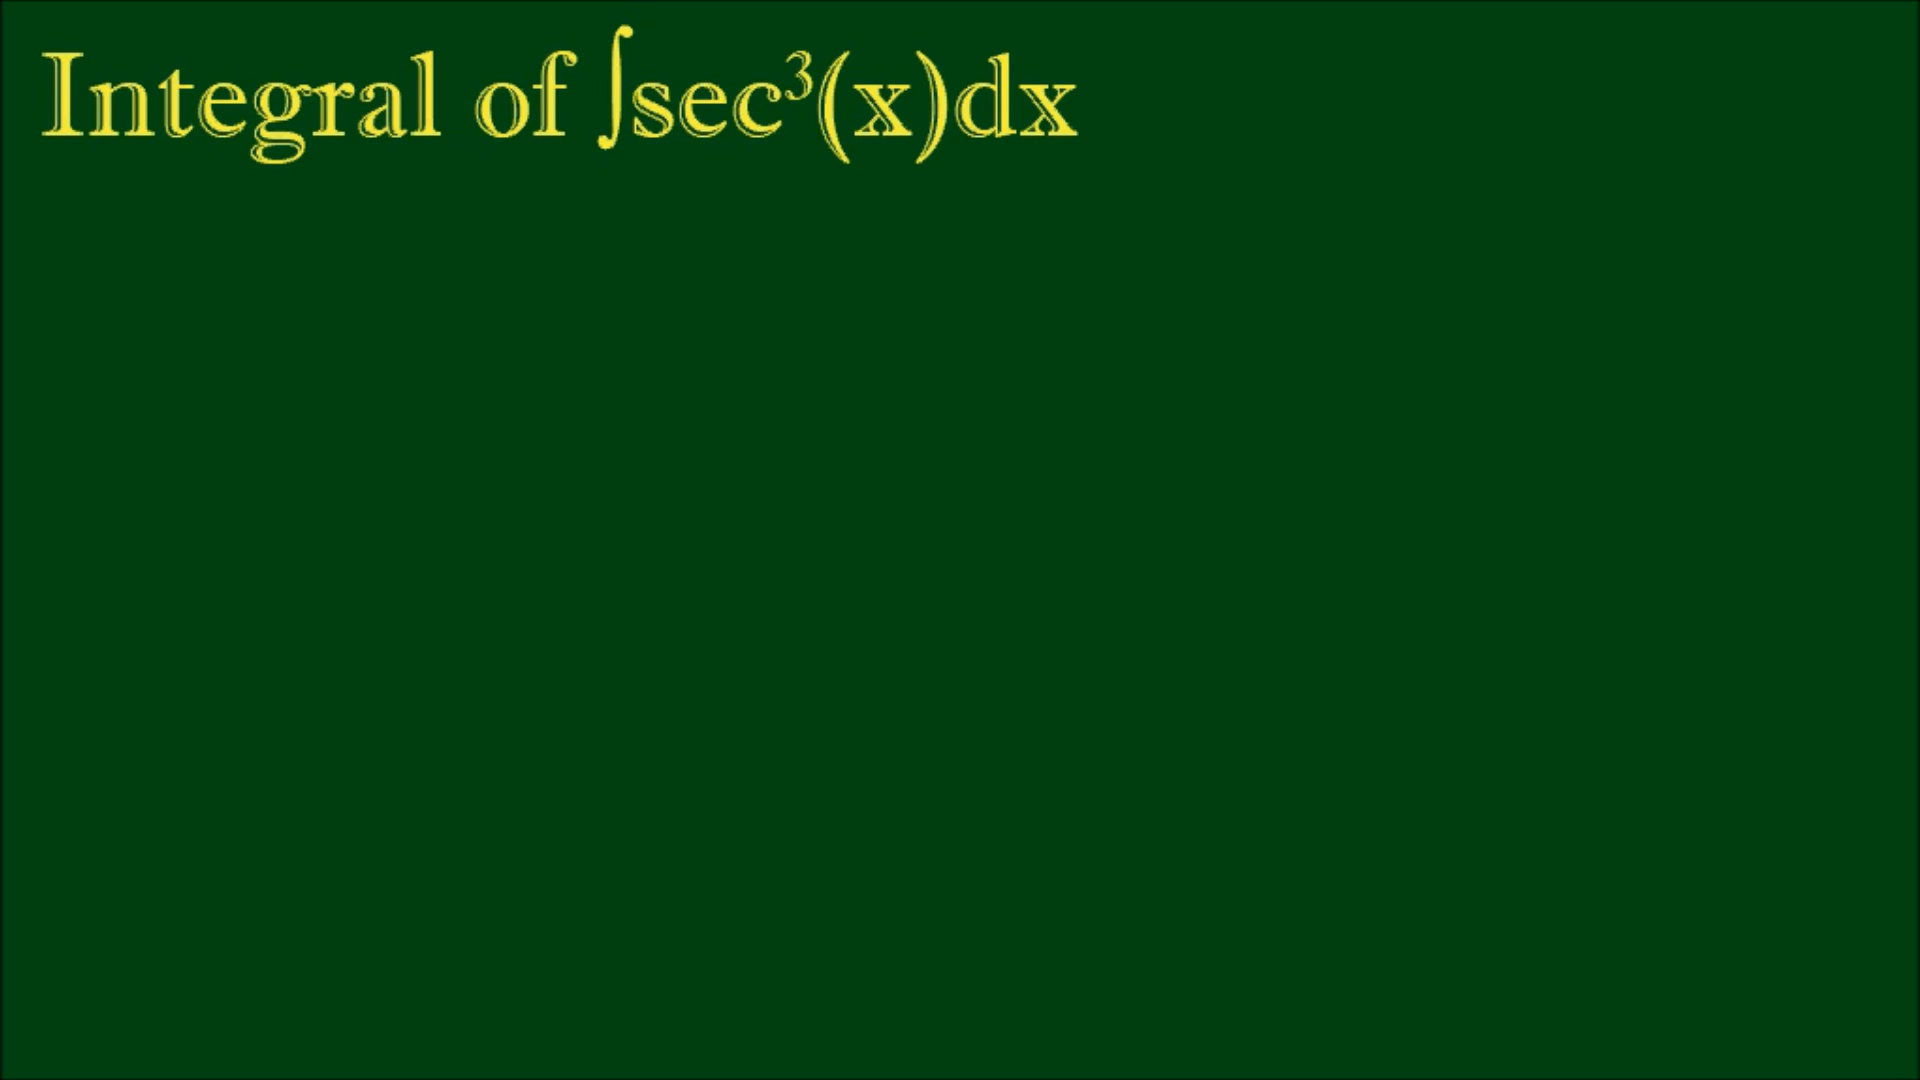 Integral of ∫sec³(x)dx